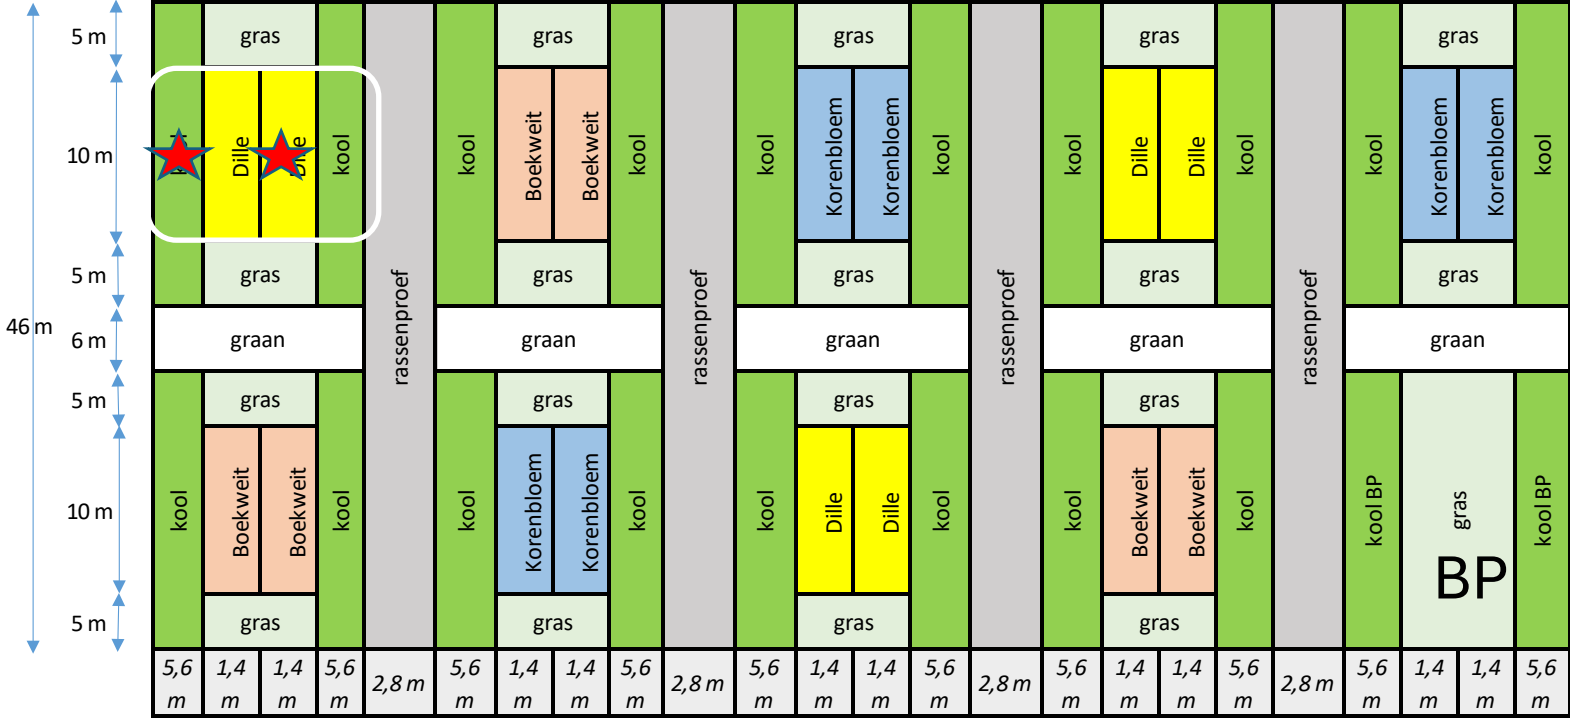 5 m gras gras gras gras gras
10 m Dille kool kool Boekweit Boekweit kool kool Korenbloem Korenbloem kool kool Dille Dille kool kool Korenbloem Korenbloem kool
5 m gras gras gras gras gras
rassenproef rassenproef rassenproef rassenproef
46 m
6 m graan graan graan graan graan
5 m gras gras gras gras
10 m kool Boekweit Boekweit kool kool Korenbloem Korenbloem kool kool Dille Dille kool kool Boekweit Boekweit kool kool BP gras kool BP
BP
5 m gras gras gras gras
5,6 m 1,4 m 1,4 m 5,6 m 2,8 m 5,6 m 1,4 m 1,4 m 5,6 m 2,8 m 5,6 m 1,4 m 1,4 m 5,6 m 2,8 m 5,6 m 1,4 m 1,4 m 5,6 m 2,8 m 5,6 m 1,4 m 1,4 m 5,6 m